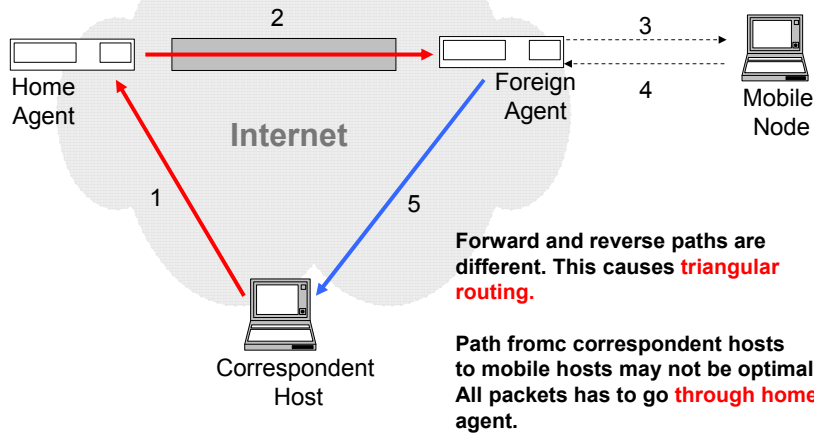 2
3
Home
Agent
Foreign
Agent
4
Mobile
Node
Internet
1
5
Forward and reverse paths are
different. This causes triangular
routing.
Correspondent
Host
Path fromc correspondent hosts
to mobile hosts may not be optimal
All packets has to go through home
agent.